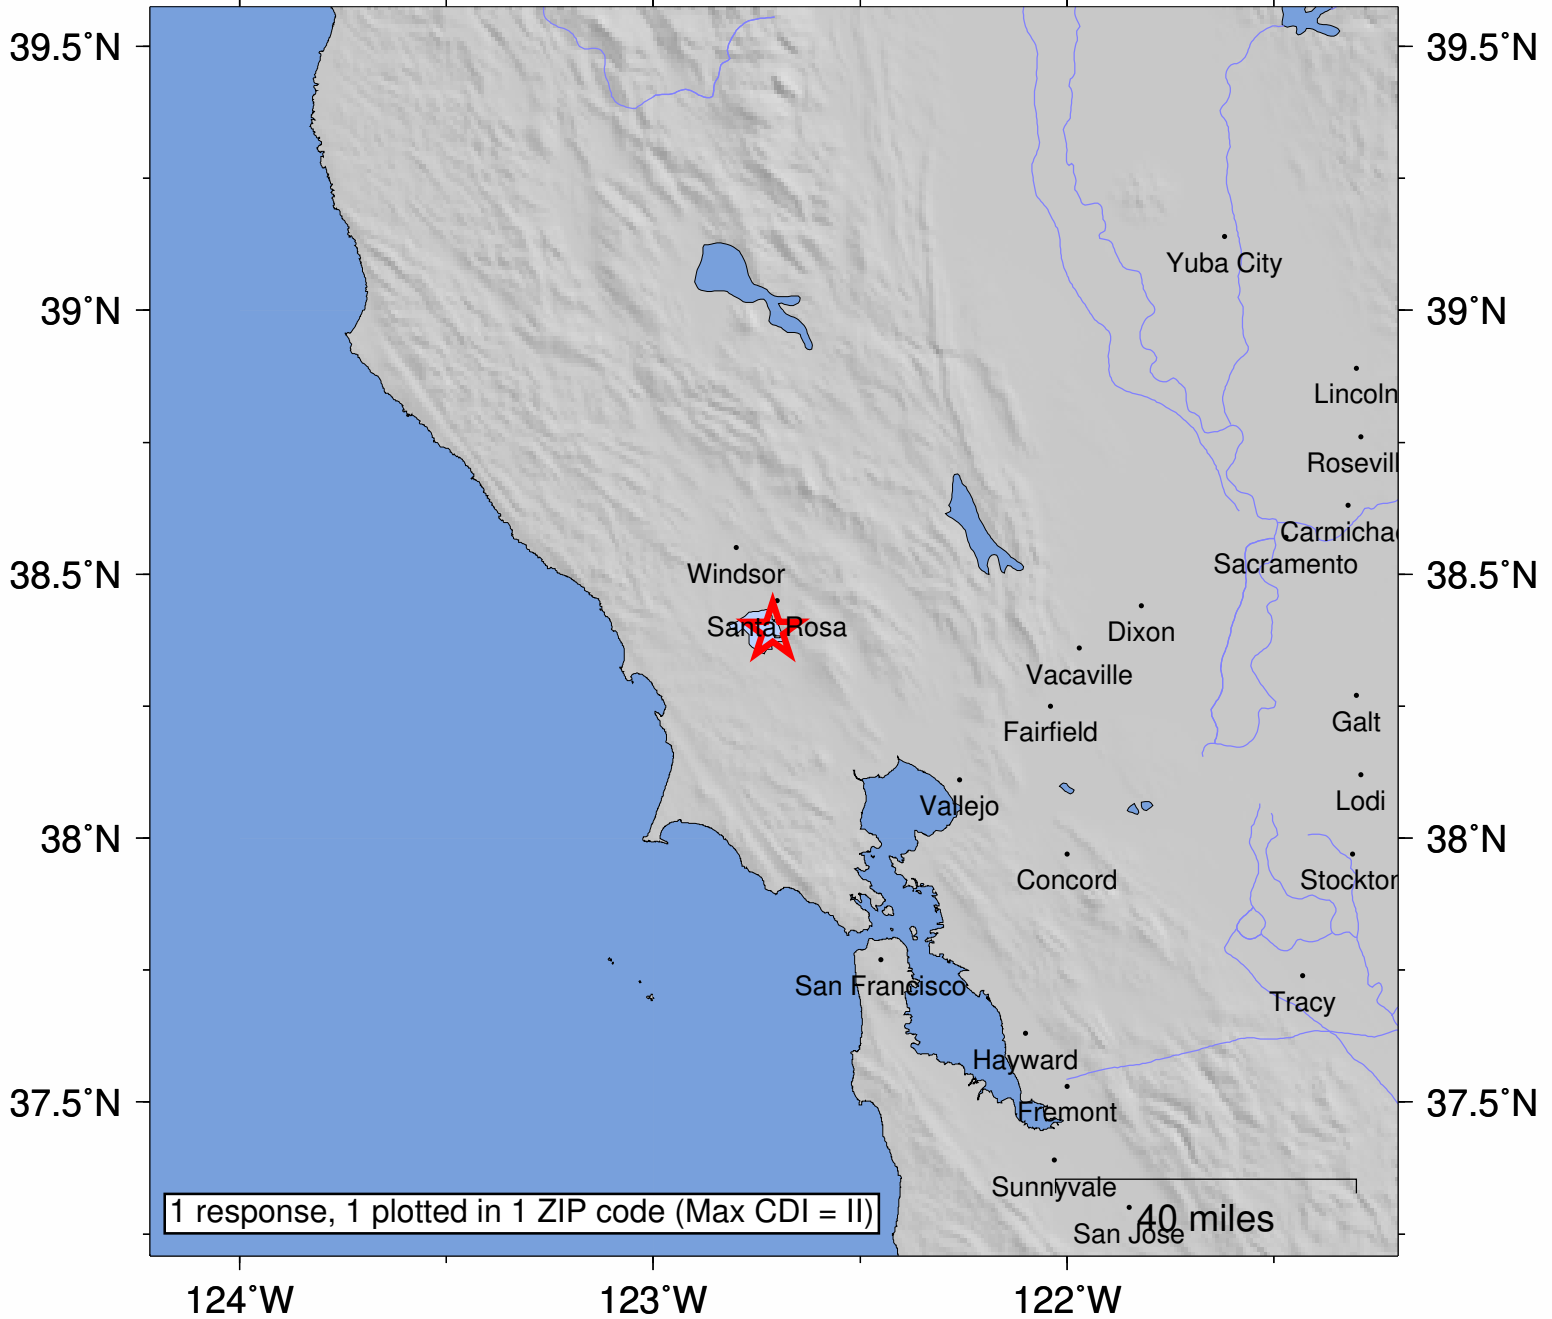 39.5˚N
39.5˚N
Yuba City
39˚N
39˚N
Lincoln
Rosevill
Carmichae
Sacramento
38.5˚N
38.5˚N
Windsor
Santa Rosa
Dixon
Vacaville
Fairfield
Galt
Vallejo
Lodi
38˚N
38˚N
Concord
Stockton
San Francisco
Tracy
Hayward
37.5˚N
37.5˚N
Fremont
Sunnyvale
40 miles
San Jose
1 response, 1 plotted in 1 ZIP code (Max CDI = II)
124˚W
123˚W
122˚W